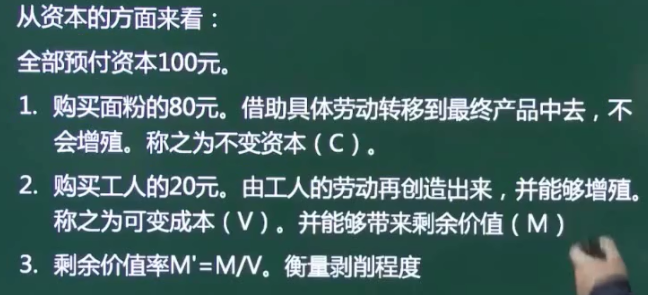 从资本的方面来看：
全部预付资本100元。
1. 购买面粉的80元。借助具体劳动转移到最终产品中去，不
会增殖。称之为不变资本（C）。
2. 购买工人的20元。由工人的劳动再创造出来，并能够增殖。
称之为可变成本（V）。并能够带来剩余价值（M）
3. 剩余价值率M'=M/V。衡量剥削程度